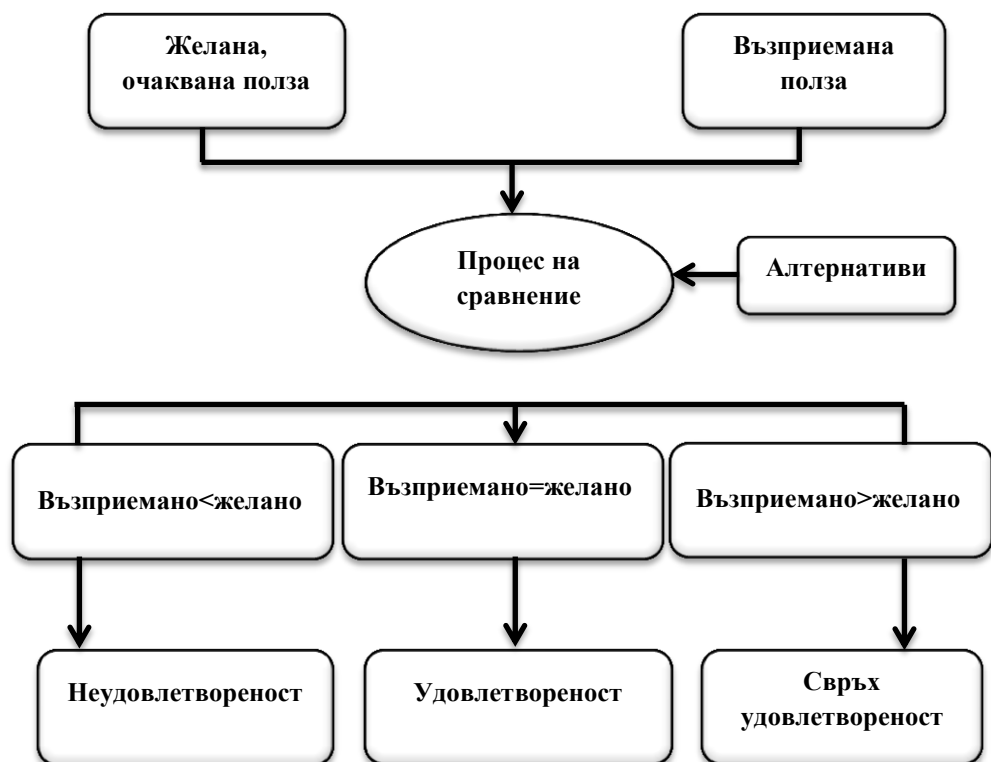 Желана,
очаквана полза
Възприемана
полза
Процес на
сравнение
Алтернативи
Възприемано<желано
Възприемано=желано
Възприемано>желано
Неудовлетвореност
Удовлетвореност
Свръх
удовлетвореност